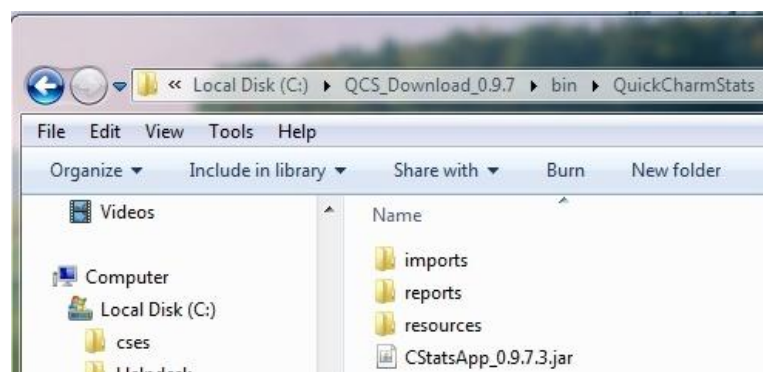 « Local Disk (C:) ▸ QCS_Download_0.9.7 ▸ bin ▸ QuickCharmStats
File Edit View Tools Help
Organize ▾ Include in library ▾ Share with ▾ Burn New folder
Videos
Name
Computer
Local Disk (C:)
cses
imports
reports
resources
CStatsApp_0.9.7.3.jar